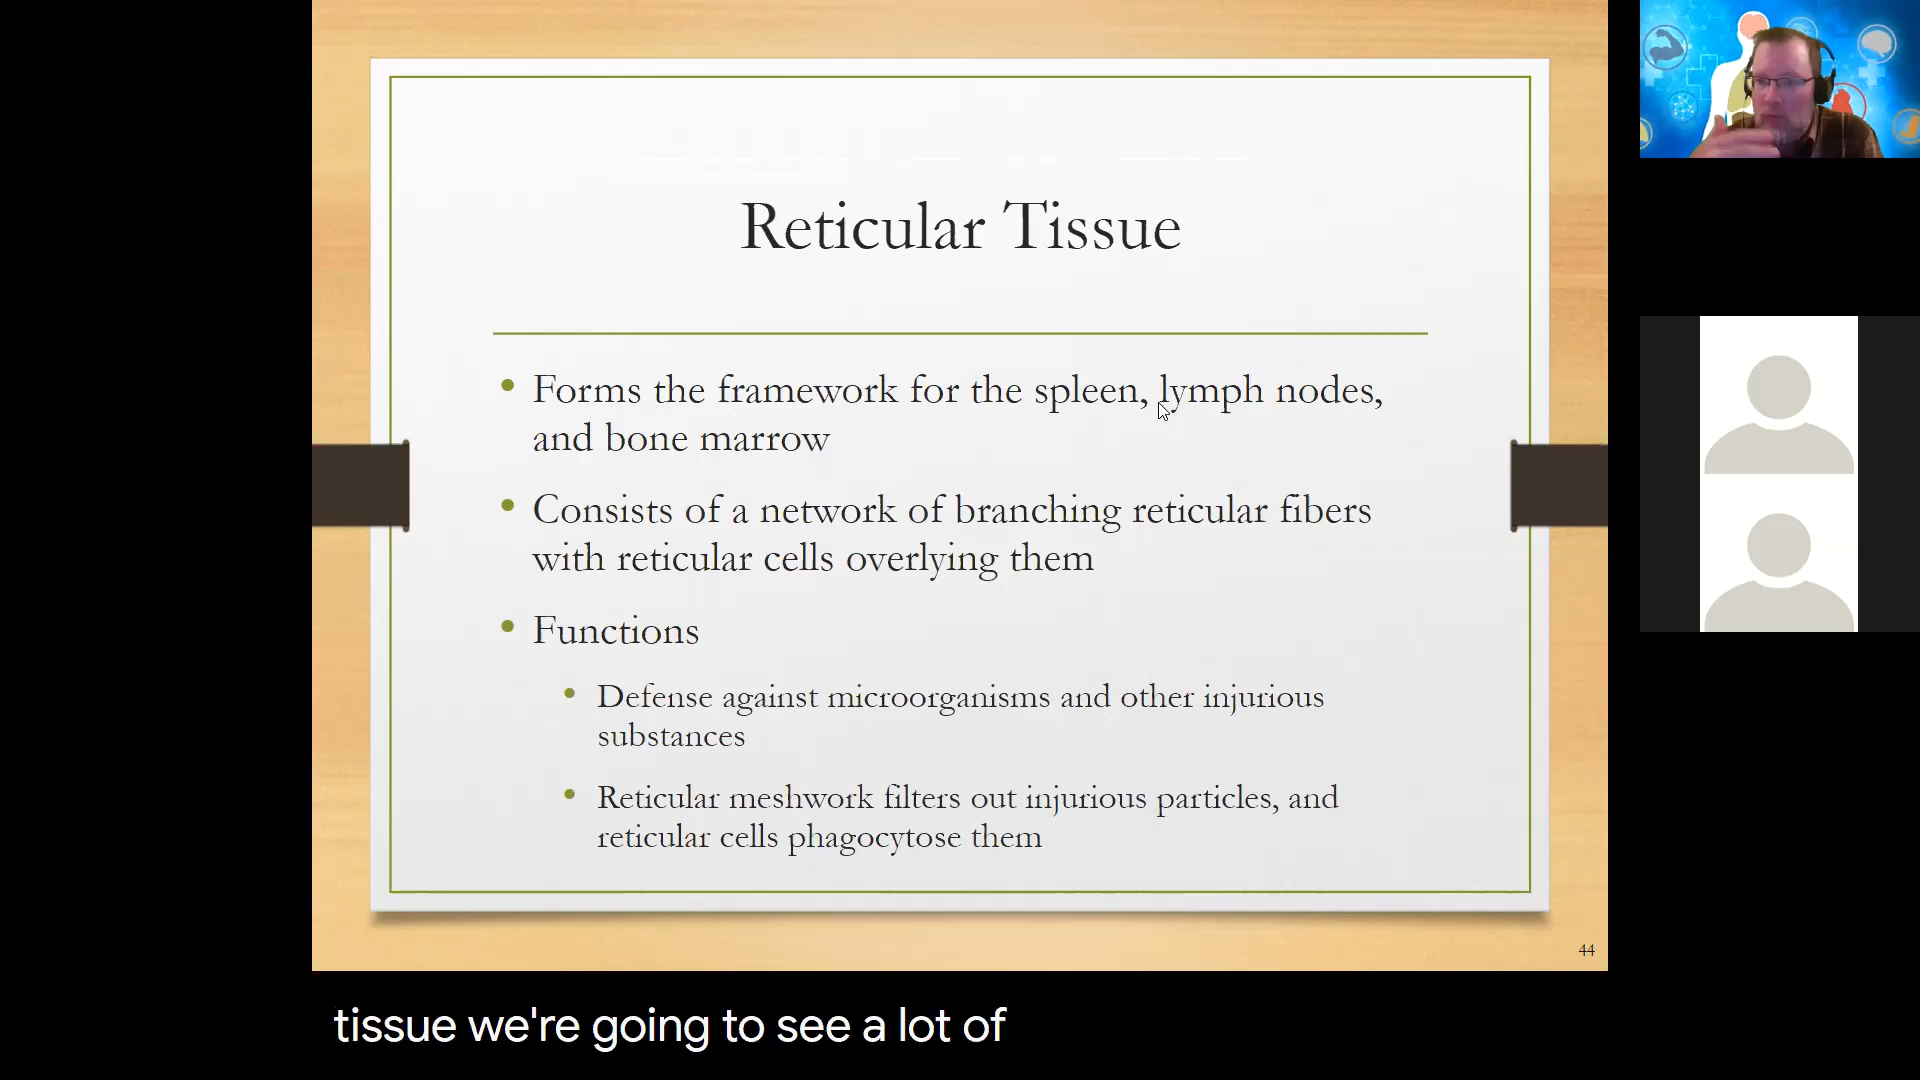 Reticular Tissue
• Forms the framework for the spleen, lymph nodes,
and bone marrow
• Consists of a network of branching reticular fibers
with reticular cells overlying them
• Functions
• Defense against microorganisms and other injurious
substances
• Reticular meshwork filters out injurious particles, and
reticular cells phagocytose them
44
tissue we're going to see a lot of